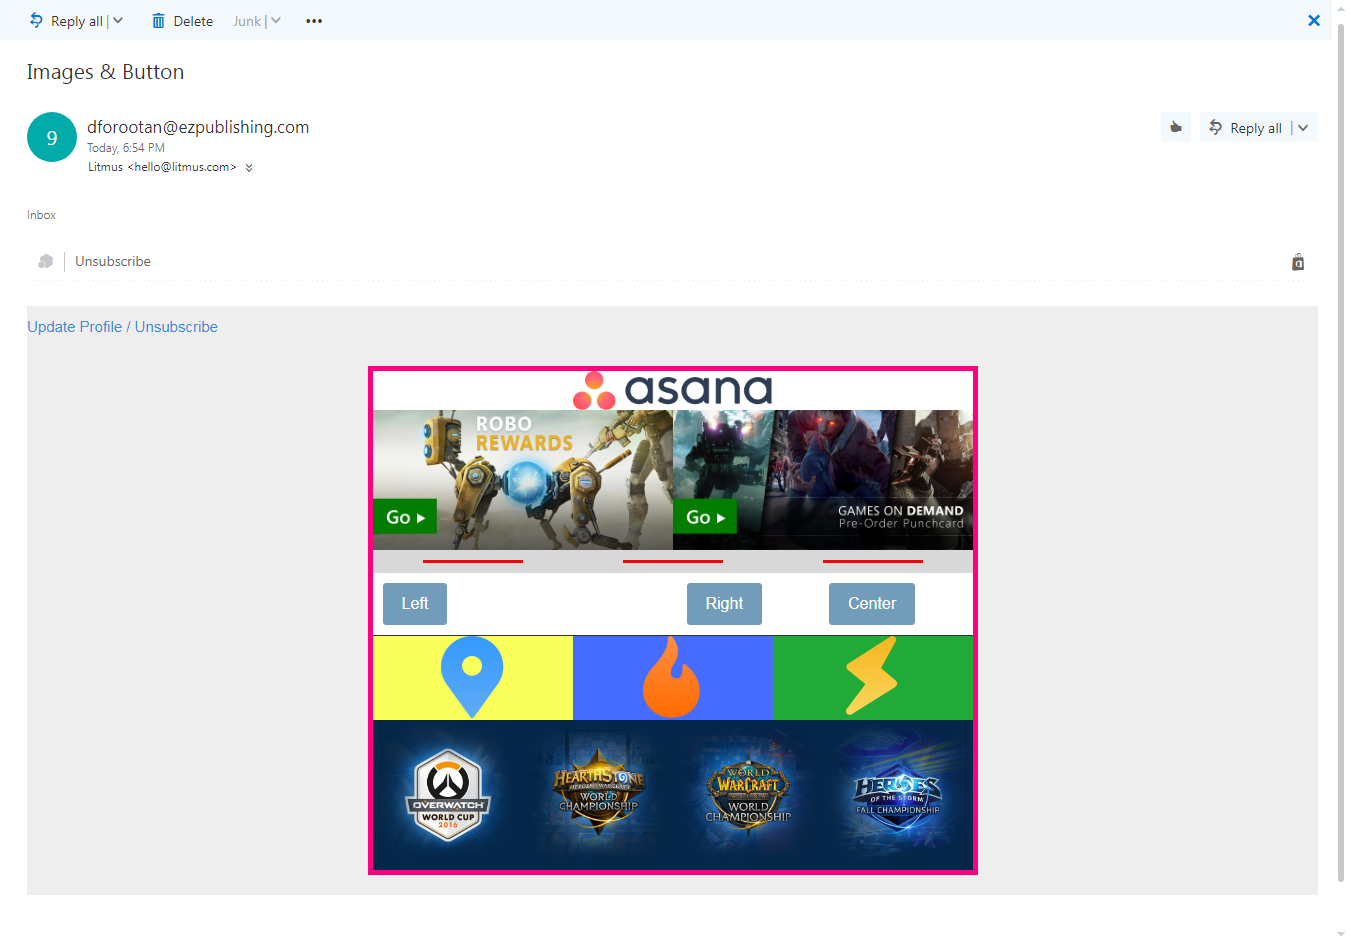 Reply all
Delete
Junk
Images & Button
9
dforootan@ezpublishing.com
Today, 6:54 PM
Litmus <hello@litmus.com>
Reply all
Inbox
Unsubscribe
Update Profile / Unsubscribe
asana
ROBO
REWARDS
Go
Go
GAMES ON DEMAND
Pre-Order Punchcard
Left
Right
Center
OVERWATCH
WORLD CUP
2016
HEARTHSTONE
HEROES OF WARCRAFT
WORLD
CHAMPIONSHIP
WORLD
WARCRAFT
WORLD
CHAMPIONSHIP
HEROES
OF THE STORM
FALL CHAMPIONSHIP